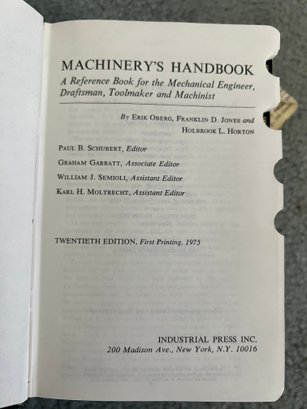 MACHINERY'S HANDBOOK
A Reference Book for the Mechanical Engineer,
Draftsman, Toolmaker and Machinist
By Erik Oberg, Franklin D. Jones and
Holbrook L. Horton
Paul B. Schubert, Editor
Graham Garratt, Associate Editor
William J. Semioli, Assistant Editor
Karl H. Moltrecht, Assistant Editor
TWENTIETH EDITION, First Printing, 1975
INDUSTRIAL PRESS INC.
200 Madison Ave., New York, N.Y. 10016